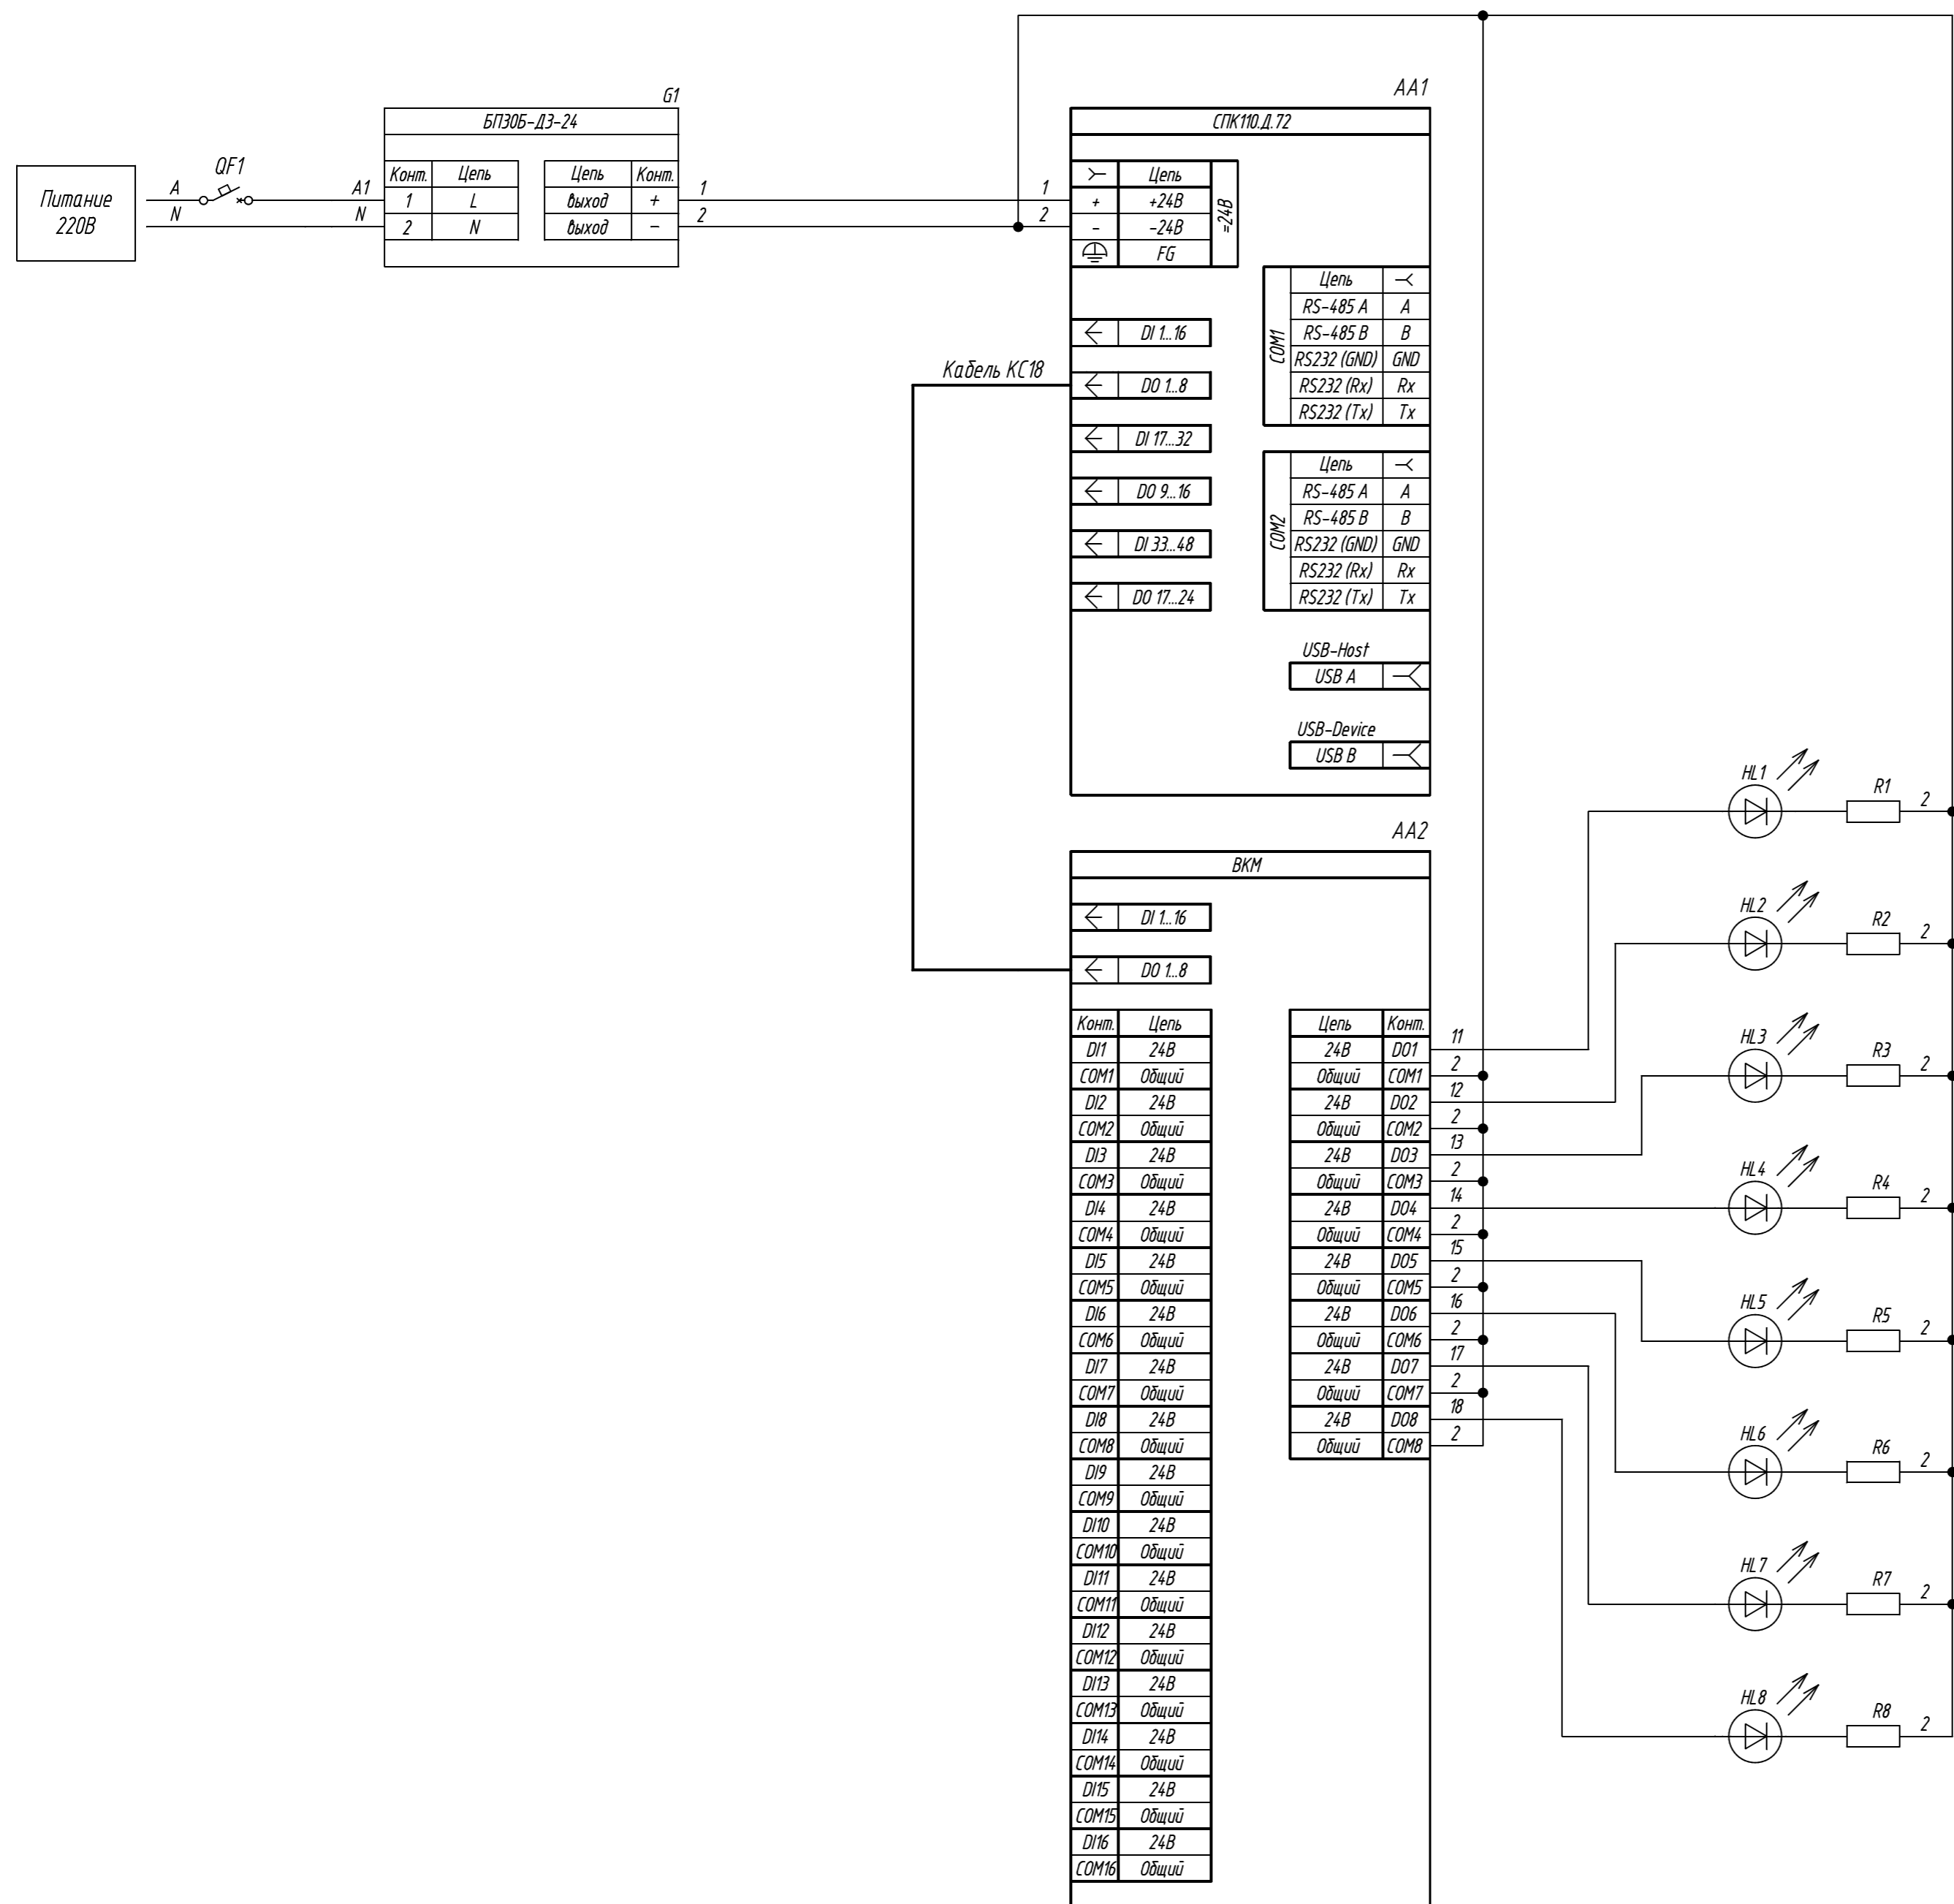 G1
БП30Б-Д3-24
Питание
220В
QF1
A A1
N N
Конт. Цепь Цепь Конт.
1 L выход +
2 N выход -
1 1
2 2
AA1
СПК110.Д.72
Цепь
+ +24В
- -24В
FG
=24В
DI 1...16
Кабель КС18
DO 1...8
DI 17...32
DO 9...16
DI 33...48
DO 17...24
COM1
Цепь
RS-485 A A
RS-485 B B
RS232 (GND) GND
RS232 (Rx) Rx
RS232 (Tx) Tx
COM2
Цепь
RS-485 A A
RS-485 B B
RS232 (GND) GND
RS232 (Rx) Rx
RS232 (Tx) Tx
USB-Host
USB A
USB-Device
USB B
AA2
ВКМ
DI 1...16
DO 1...8
Конт. Цепь
DI1 24В
COM1 Общий
DI2 24В
COM2 Общий
DI3 24В
COM3 Общий
DI4 24В
COM4 Общий
DI5 24В
COM5 Общий
DI6 24В
COM6 Общий
DI7 24В
COM7 Общий
DI8 24В
COM8 Общий
DI9 24В
COM9 Общий
DI10 24В
COM10 Общий
DI11 24В
COM11 Общий
DI12 24В
COM12 Общий
DI13 24В
COM13 Общий
DI14 24В
COM14 Общий
DI15 24В
COM15 Общий
DI16 24В
COM16 Общий
Цепь Конт.
24В DO1 11
Общий COM1 2
24В DO2 12
Общий COM2 2
24В DO3 13
Общий COM3 2
24В DO4 14
Общий COM4 2
24В DO5 15
Общий COM5 2
24В DO6 16
Общий COM6 2
24В DO7 17
Общий COM7 2
24В DO8 18
Общий COM8 2
HL1 R1 2
HL2 R2 2
HL3 R3 2
HL4 R4 2
HL5 R5 2
HL6 R6 2
HL7 R7 2
HL8 R8 2